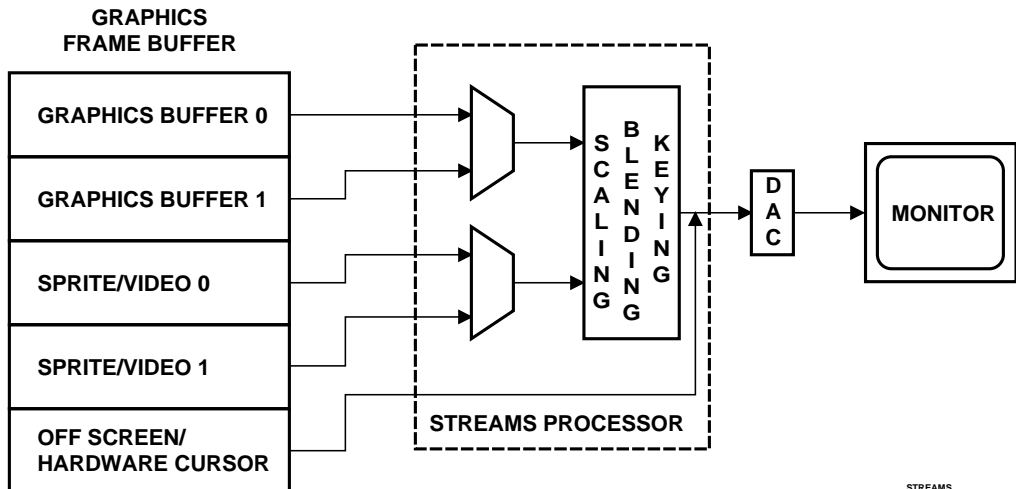 GRAPHICS
FRAME BUFFER
GRAPHICS BUFFER 0
GRAPHICS BUFFER 1
SPRITE/VIDEO 0
SPRITE/VIDEO 1
OFF SCREEN/
HARDWARE CURSOR
SCALING
BLENDING
KEYING
STREAMS PROCESSOR
DAC
MONITOR
STREAMS